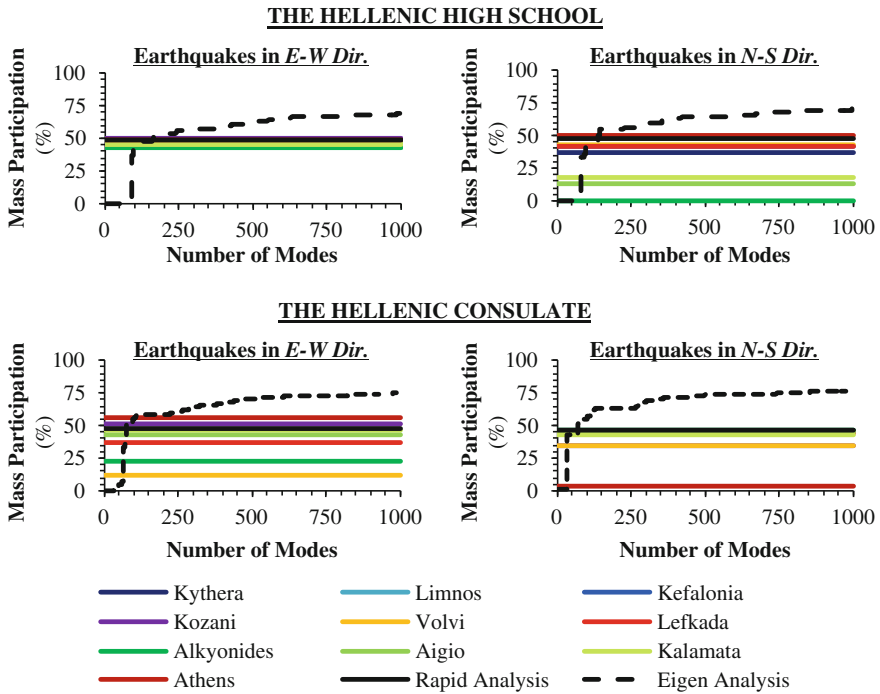 THE HELLENIC HIGH SCHOOL
Earthquakes in E-W Dir.
Mass Participation
(%)
100
75
50
25
0
0 250 500 750 1000
Number of Modes
Earthquakes in N-S Dir.
Mass Participation
(%)
100
75
50
25
0
0 250 500 750 1000
Number of Modes
THE HELLENIC CONSULATE
Earthquakes in E-W Dir.
Mass Participation
(%)
100
75
50
25
0
0 250 500 750 1000
Number of Modes
Earthquakes in N-S Dir.
Mass Participation
(%)
100
75
50
25
0
0 250 500 750 1000
Number of Modes
Kythera Limnos Kefalonia
Kozani Volvi Lefkada
Alkyonides Aigio Kalamata
Athens Rapid Analysis Eigen Analysis